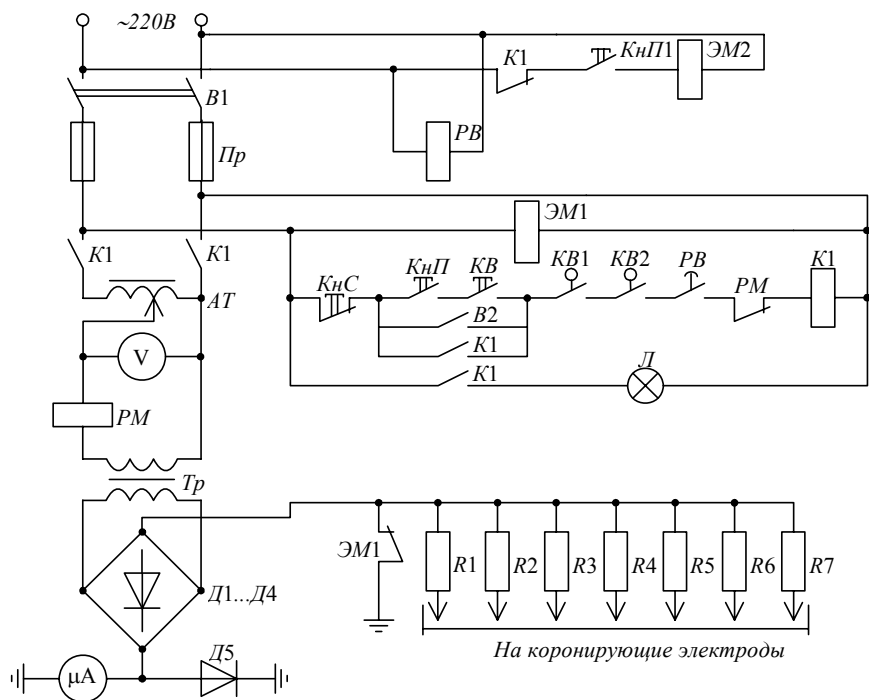 ~220В
К1
КнП1
ЭМ2
В1
РВ
Пр
ЭМ1
К1
К1
КнС
КнП
КВ
КВ1
КВ2
РВ
РМ
К1
АТ
В2
V
К1
К1
Л
РМ
Тр
ЭМ1
R1
R2
R3
R4
R5
R6
R7
Д1...Д4
На коронирующие электроды
Д5
μА